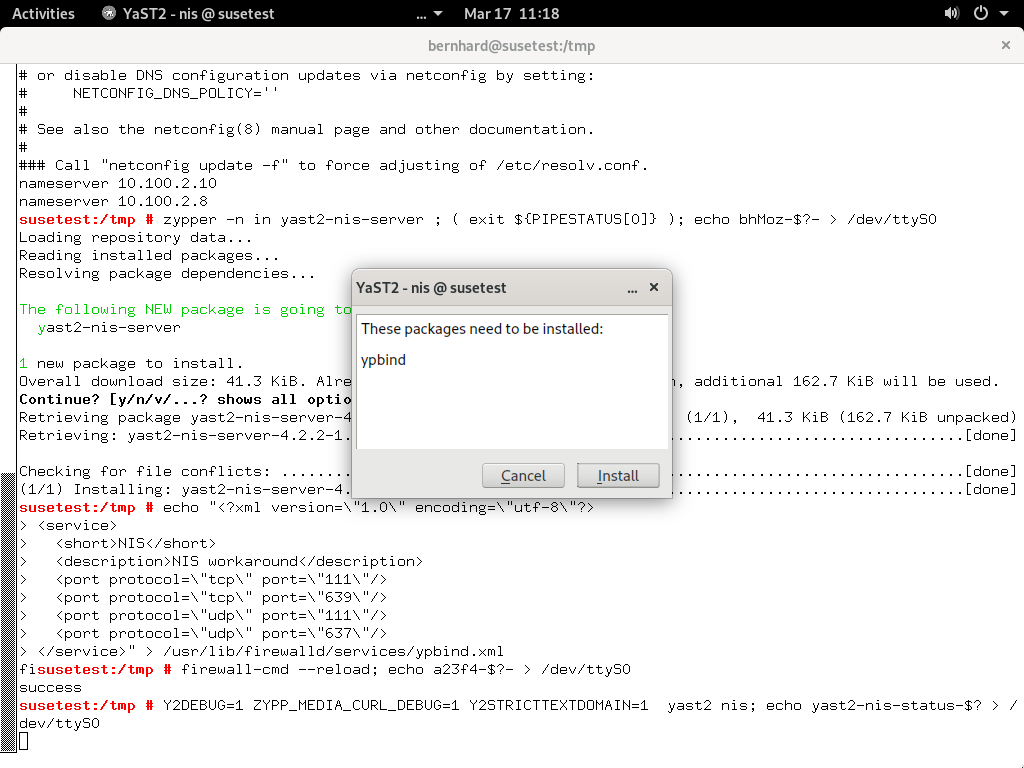 Activities YaST2 - nis @ susetest ... Mar 17 11:18
bernhard@susetest:/tmp ×
# or disable DNS configuration updates via netconfig by setting:
#     NETCONFIG_DNS_POLICY=''
#
# See also the netconfig(8) manual page and other documentation.
#
### Call "netconfig update -f" to force adjusting of /etc/resolv.conf.
nameserver 10.100.2.10
nameserver 10.100.2.8
susetest:/tmp # zypper -n in yast2-nis-server ; ( exit ${PIPESTATUS[0]} ); echo bhMoz-$?- > /dev/ttyS0
Loading repository data...
Reading installed packages...
Resolving package dependencies...
The following NEW package is going to
  yast2-nis-server
1 new package to install.
Overall download size: 41.3 KiB. Alre n, additional 162.7 KiB will be used.
Continue? [y/n/v/...? shows all optio
Retrieving package yast2-nis-server-4 (1/1),  41.3 KiB (162.7 KiB unpacked)
Retrieving: yast2-nis-server-4.2.2-1. ................................[done]
Checking for file conflicts: ........ ................................[done]
(1/1) Installing: yast2-nis-server-4. ................................[done]
susetest:/tmp # echo "<?xml version=\"1.0\" encoding=\"utf-8\"?>
> <service>
>   <short>NIS</short>
>   <description>NIS workaround</description>
>   <port protocol=\"tcp\" port=\"111\"/>
>   <port protocol=\"tcp\" port=\"639\"/>
>   <port protocol=\"udp\" port=\"111\"/>
>   <port protocol=\"udp\" port=\"637\"/>
> </service>" > /usr/lib/firewalld/services/ypbind.xml
fisusetest:/tmp # firewall-cmd --reload; echo a23f4-$?- > /dev/ttyS0
success
susetest:/tmp # Y2DEBUG=1 ZYPP_MEDIA_CURL_DEBUG=1 Y2STRICTTEXTDOMAIN=1  yast2 nis; echo yast2-nis-status-$? > /
dev/ttyS0
YaST2 - nis @ susetest ... ×
These packages need to be installed:
ypbind
Cancel Install